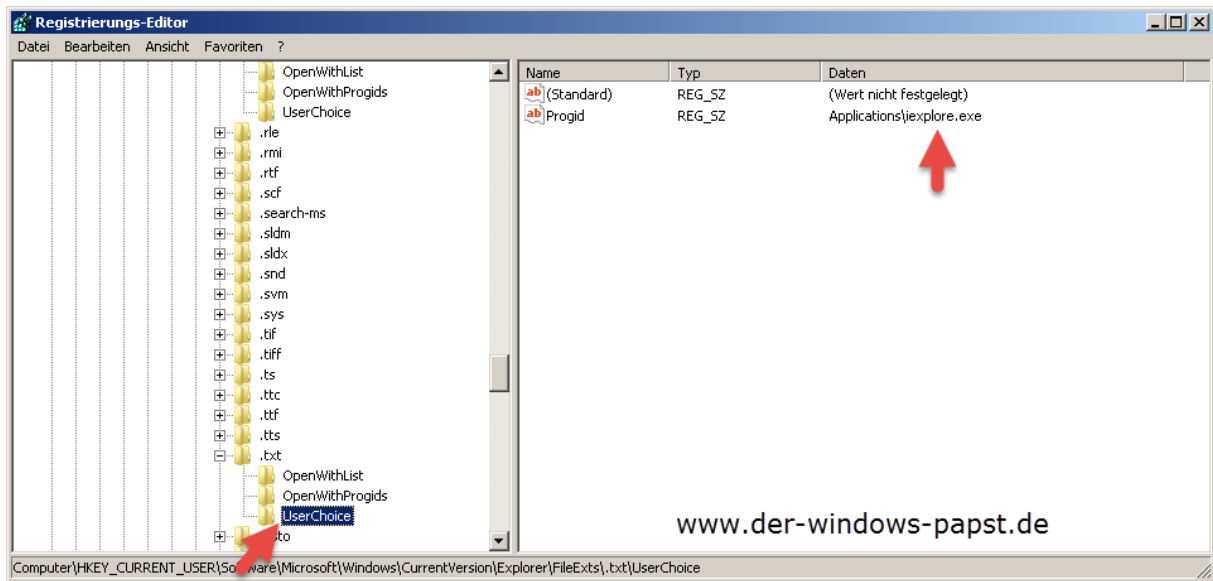 Registrierungs-Editor
Datei Bearbeiten Ansicht Favoriten ?
OpenWithList
OpenWithProgids
UserChoice
.rle
.rmi
.rtf
.scf
.search-ms
.sldm
.sldx
.snd
.svm
.sys
.tif
.tiff
.ts
.ttc
.ttf
.tts
.txt
OpenWithList
OpenWithProgids
UserChoice
Name Typ Daten
(Standard) REG_SZ (Wert nicht festgelegt)
Progid REG_SZ Applications\iexplore.exe
www.der-windows-papst.de
Computer\HKEY_CURRENT_USER\Software\Microsoft\Windows\CurrentVersion\Explorer\FileExts\.txt\UserChoice